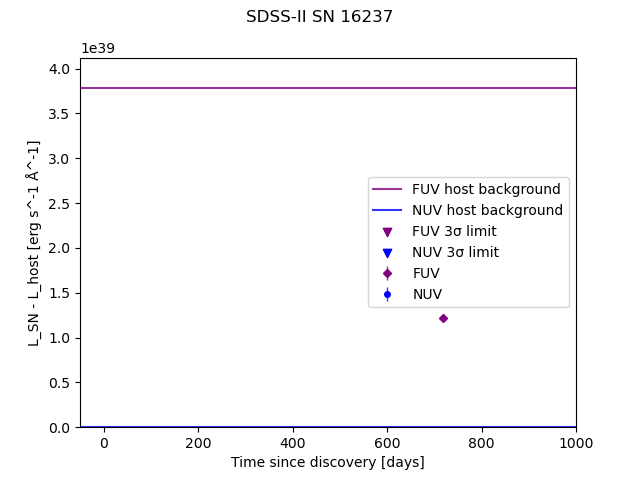 SDSS-II SN 16237
1e39
4.0
3.5
3.0
2.5
2.0
1.5
1.0
0.5
0.0
L_SN - L_host [erg s^-1 Å^-1]
FUV host background
NUV host background
FUV 3σ limit
NUV 3σ limit
FUV
NUV
0 200 400 600 800 1000
Time since discovery [days]